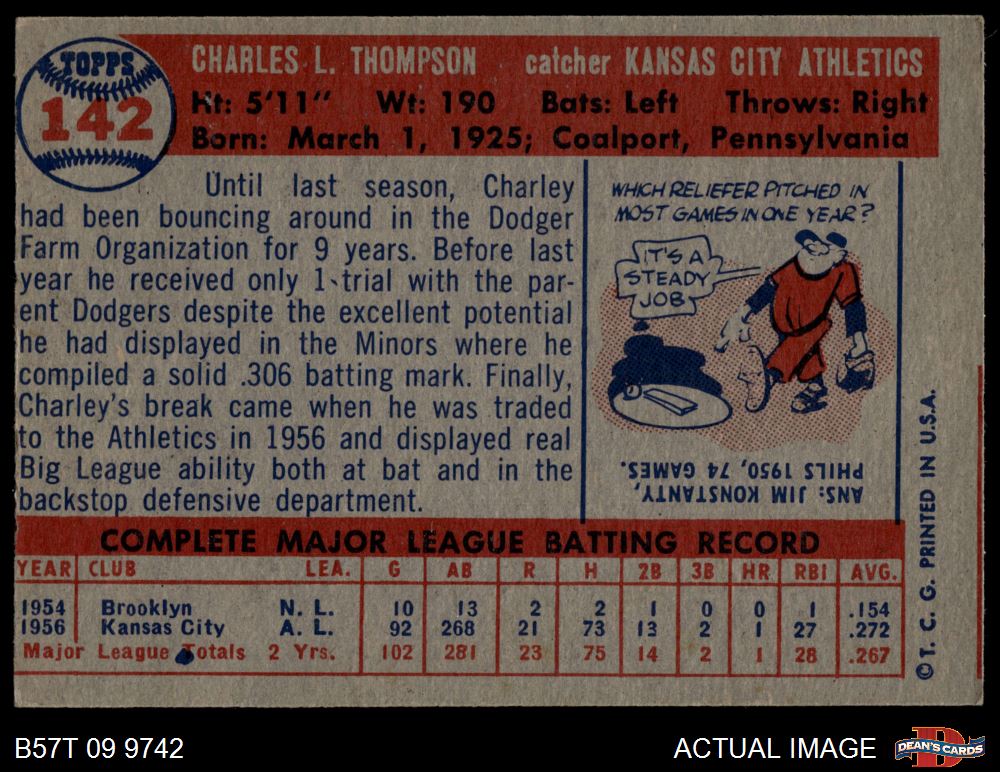 TOPPS
142
CHARLES L. THOMPSON catcher KANSAS CITY ATHLETICS
Ht: 5'11" Wt: 190 Bats: Left Throws: Right
Born: March 1, 1925; Coalport, Pennsylvania
Until last season, Charley
had been bouncing around in the Dodger
Farm Organization for 9 years. Before last
year he received only 1 trial with the par-
ent Dodgers despite the excellent potential
he had displayed in the Minors where he
compiled a solid .306 batting mark. Finally,
Charley's break came when he was traded
to the Athletics in 1956 and displayed real
Big League ability both at bat and in the
backstop defensive department.
WHICH RELIEFER PITCHED IN
MOST GAMES IN ONE YEAR?
IT'S A
STEADY
JOB
ANS: JIM KONSTANTY,
PHILS 1950, 74 GAMES.
COMPLETE MAJOR LEAGUE BATTING RECORD
YEAR CLUB LEA. G AB R H 2B 3B HR RBI AVG.
1954 Brooklyn N. L. 10 13 2 2 1 0 0 1 .154
1956 Kansas City A. L. 92 268 21 73 13 2 1 27 .272
Major League Totals 2 Yrs. 102 281 23 75 14 2 1 28 .267
©T. C. G. PRINTED IN U.S.A.
B57T 09 9742
ACTUAL IMAGE
DEAN'S CARDS